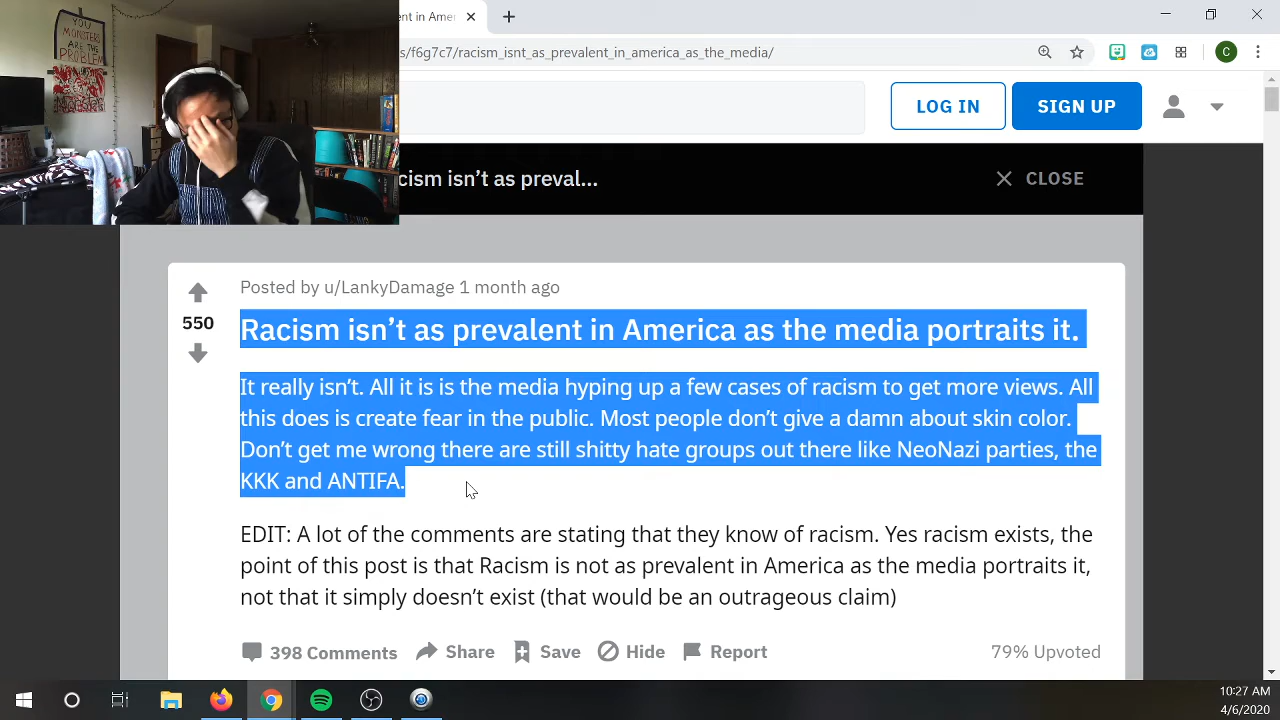 YOU
MONSTERS
ARE THE
PROBLEM
ent in Amer
s/f6g7c7/racism_isnt_as_prevalent_in_america_as_the_media/
C
LOG IN
SIGN UP
cism isn’t as preval...
CLOSE
Posted by u/LankyDamage 1 month ago
550
Racism isn’t as prevalent in America as the media portraits it.
It really isn’t. All it is is the media hyping up a few cases of racism to get more views. All
this does is create fear in the public. Most people don’t give a damn about skin color.
Don’t get me wrong there are still shitty hate groups out there like NeoNazi parties, the
KKK and ANTIFA.
EDIT: A lot of the comments are stating that they know of racism. Yes racism exists, the
point of this post is that Racism is not as prevalent in America as the media portraits it,
not that it simply doesn’t exist (that would be an outrageous claim)
398 Comments Share Save Hide Report 79% Upvoted
10:27 AM
4/6/2020